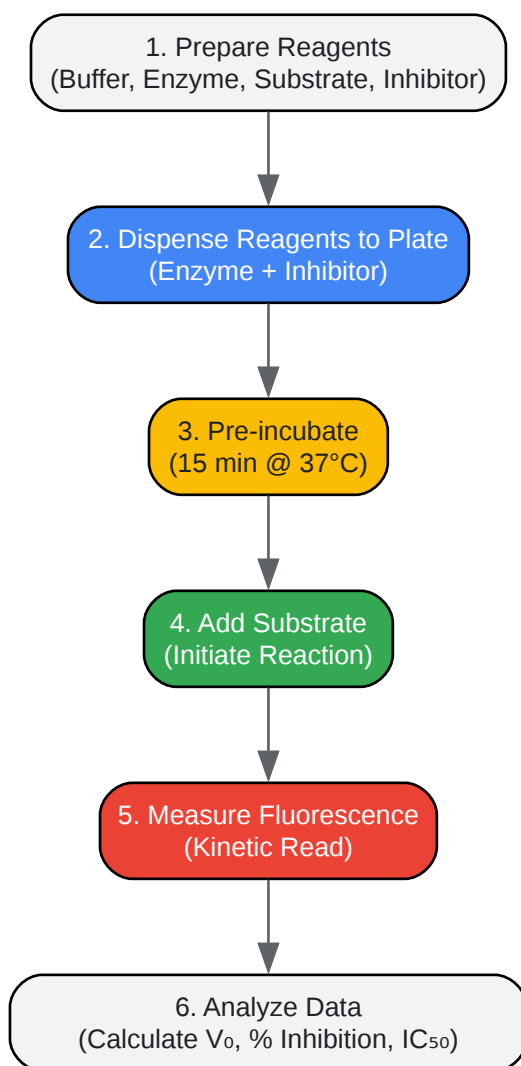 1. Prepare Reagents
(Buffer, Enzyme, Substrate, Inhibitor)
2. Dispense Reagents to Plate
(Enzyme + Inhibitor)
3. Pre-incubate
(15 min @ 37°C)
4. Add Substrate
(Initiate Reaction)
5. Measure Fluorescence
(Kinetic Read)
6. Analyze Data
(Calculate V₀, % Inhibition, IC₅₀)